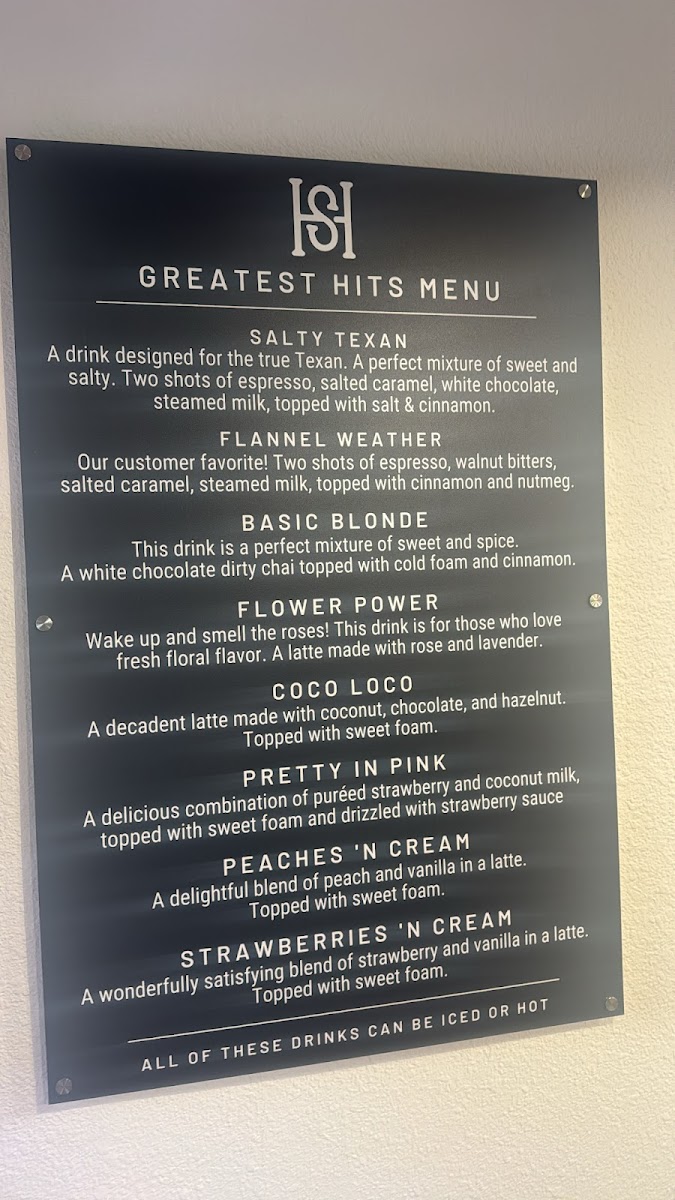 HS
GREATEST HITS MENU
SALTY TEXAN
A drink designed for the true Texan. A perfect mixture of sweet and
salty. Two shots of espresso, salted caramel, white chocolate,
steamed milk, topped with salt & cinnamon.
FLANNEL WEATHER
Our customer favorite! Two shots of espresso, walnut bitters,
salted caramel, steamed milk, topped with cinnamon and nutmeg.
BASIC BLONDE
This drink is a perfect mixture of sweet and spice.
A white chocolate dirty chai topped with cold foam and cinnamon.
FLOWER POWER
Wake up and smell the roses! This drink is for those who love
fresh floral flavor. A latte made with rose and lavender.
COCO LOCO
A decadent latte made with coconut, chocolate, and hazelnut.
Topped with sweet foam.
PRETTY IN PINK
A delicious combination of puréed strawberry and coconut milk,
topped with sweet foam and drizzled with strawberry sauce
PEACHES 'N CREAM
A delightful blend of peach and vanilla in a latte.
Topped with sweet foam.
STRAWBERRIES 'N CREAM
A wonderfully satisfying blend of strawberry and vanilla in a latte.
Topped with sweet foam.
ALL OF THESE DRINKS CAN BE ICED OR HOT